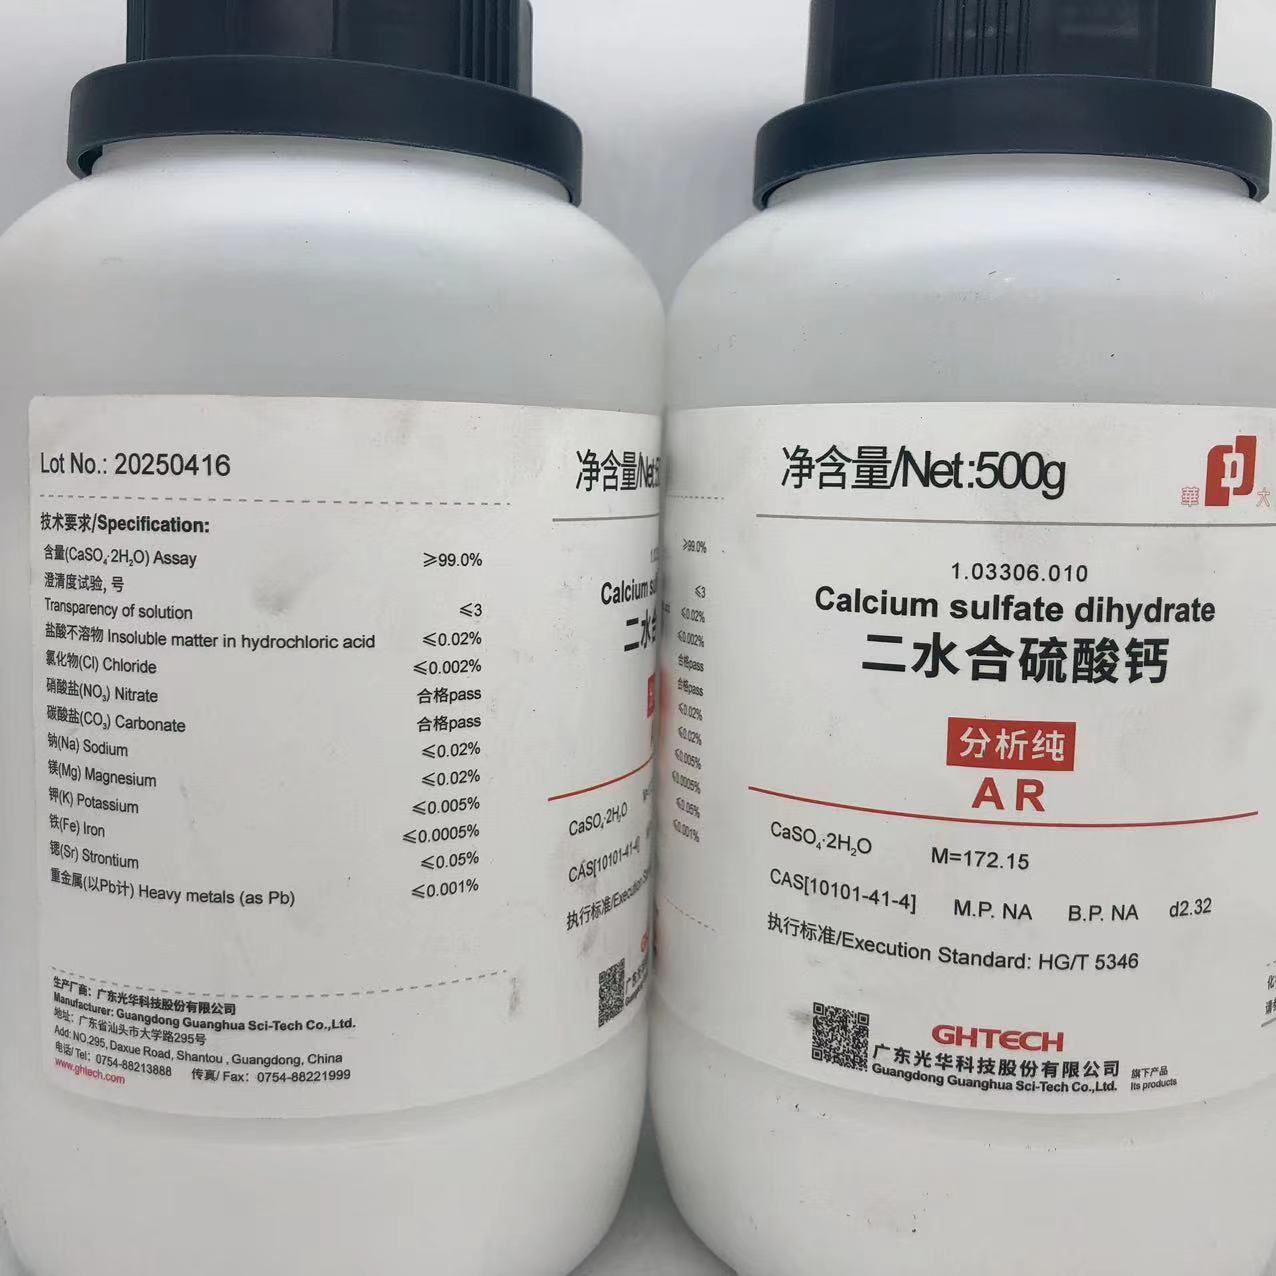 Lot No.: 20250416
技术要求/Specification:
含量(CaSO₄·2H₂O) Assay ≥99.0%
澄清度试验, 号
Transparency of solution ≤3
盐酸不溶物 Insoluble matter in hydrochloric acid ≤0.02%
氯化物(Cl) Chloride ≤0.002%
硝酸盐(NO₃) Nitrate 合格pass
碳酸盐(CO₃) Carbonate 合格pass
钠(Na) Sodium ≤0.02%
镁(Mg) Magnesium ≤0.02%
钾(K) Potassium ≤0.005%
铁(Fe) Iron ≤0.0005%
锶(Sr) Strontium ≤0.05%
重金属(以Pb计) Heavy metals (as Pb) ≤0.001%
生产厂商：广东光华科技股份有限公司
Manufacturer: Guangdong Guanghua Sci-Tech Co.,Ltd.
地址：广东省汕头市大学路295号
Add: NO.295, Daxue Road, Shantou , Guangdong, China
电话/ Tel: 0754-88213888 传真/ Fax: 0754-88221999
www.ghtech.com
净含量/Net:
Calcium su
二水
CaSO₄·2H₂O
CAS[10101-41-4]
执行标准/Execution
≥99.0%
≤3
≤0.02%
≤0.002%
合格pass
合格pass
≤0.02%
≤0.02%
≤0.005%
≤0.0005%
≤0.05%
≤0.001%
净含量/Net:500g
華 大
1.03306.010
Calcium sulfate dihydrate
二水合硫酸钙
分析纯
AR
CaSO₄·2H₂O M=172.15
CAS[10101-41-4] M.P. NA B.P. NA d2.32
执行标准/Execution Standard: HG/T 5346
GHTECH
广东光华科技股份有限公司 旗下产品
Guangdong Guanghua Sci-Tech Co.,Ltd. Its products